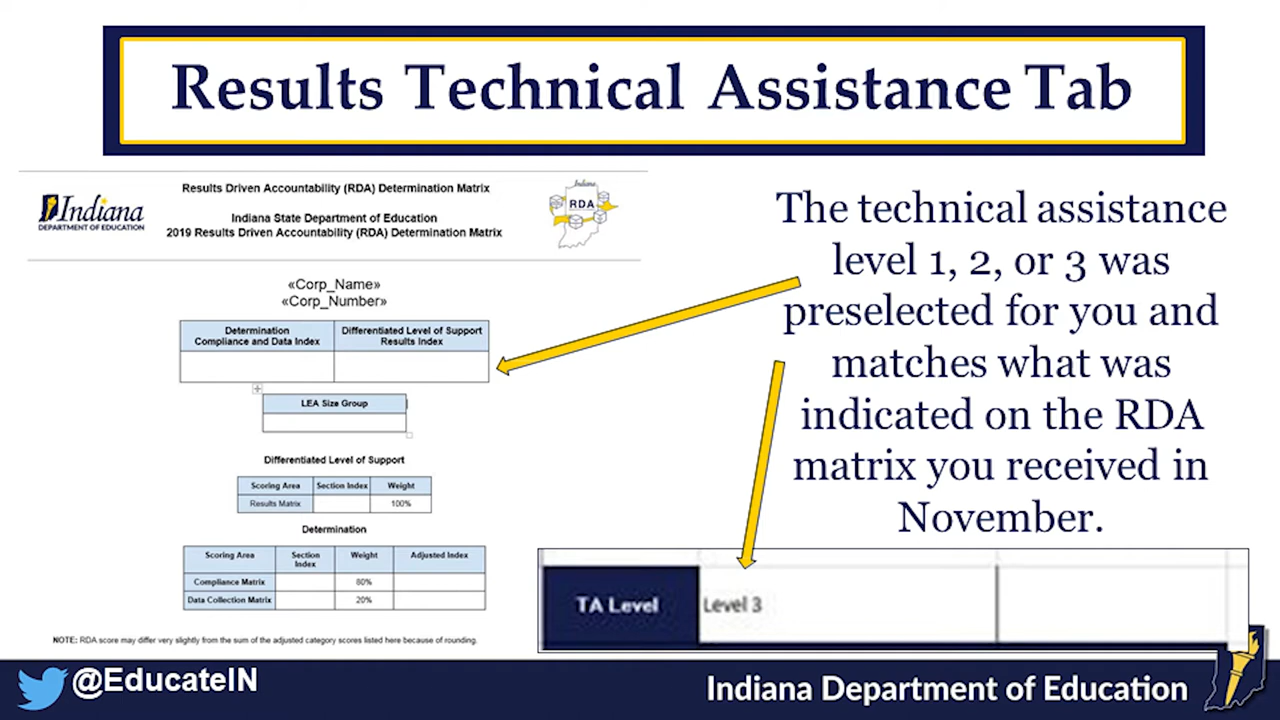 Results Technical Assistance Tab
Results Driven Accountability (RDA) Determination Matrix
Indiana
DEPARTMENT OF EDUCATION
Indiana State Department of Education
2019 Results Driven Accountability (RDA) Determination Matrix
Indiana
RDA
«Corp_Name»
«Corp_Number»
Determination
Compliance and Data Index
Differentiated Level of Support
Results Index
LEA Size Group
Differentiated Level of Support
Scoring Area Section Index Weight
Results Matrix 100%
Determination
Scoring Area Section Index Weight Adjusted Index
Compliance Matrix 80%
Data Collection Matrix 20%
NOTE: RDA score may differ very slightly from the sum of the adjusted category scores listed here because of rounding.
The technical assistance
level 1, 2, or 3 was
preselected for you and
matches what was
indicated on the RDA
matrix you received in
November.
TA Level Level 3
@EducateIN
Indiana Department of Education